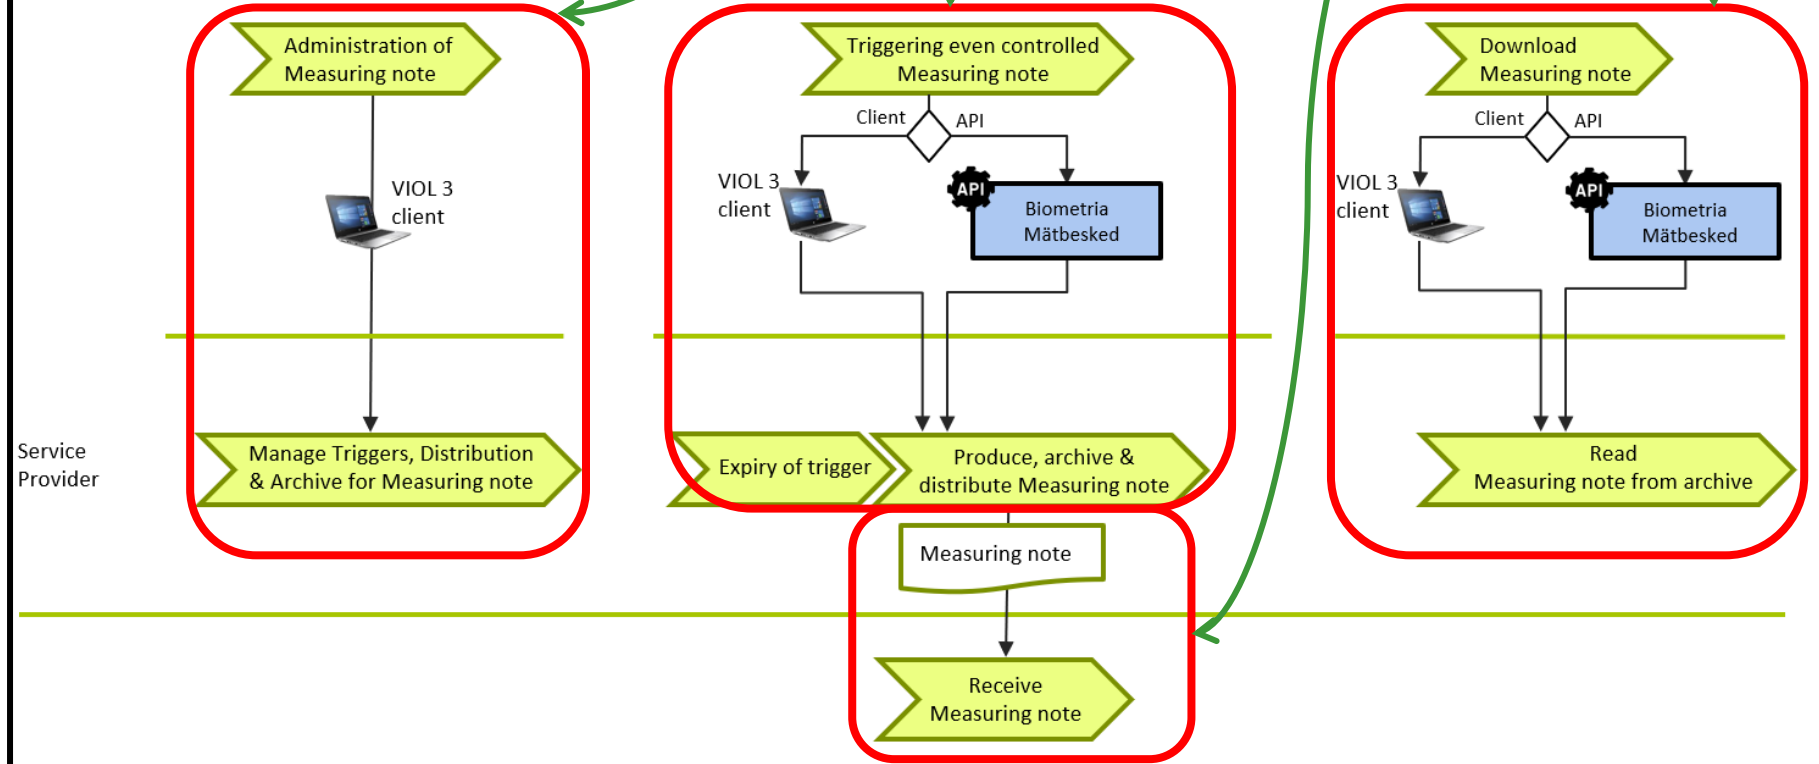 Administration of
Measuring note
Triggering even controlled
Measuring note
Download
Measuring note
Client
API
Client
API
VIOL 3
client
VIOL 3
client
API
Biometria
Mätbesked
VIOL 3
client
API
Biometria
Mätbesked
Service
Provider
Manage Triggers, Distribution
& Archive for Measuring note
Expiry of trigger
Produce, archive &
distribute Measuring note
Read
Measuring note from archive
Measuring note
Receive
Measuring note